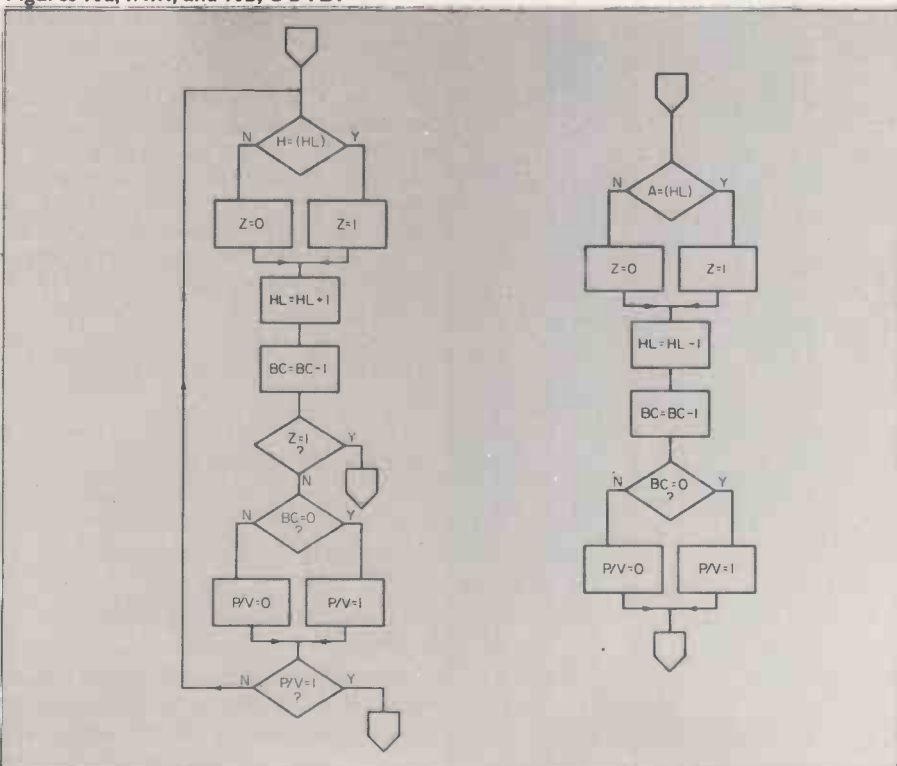 H=(HL)
N
Y
Z=0
Z=1
HL=HL+1
BC=BC-1
Z=1
?
Y
N
BC=0
?
N
Y
P/V=0
P/V=1
P/V=1
?
N
Y
A=(HL)
N
Y
Z=0
Z=1
HL=HL-1
BC=BC-1
BC=0
?
N
Y
P/V=0
P/V=1